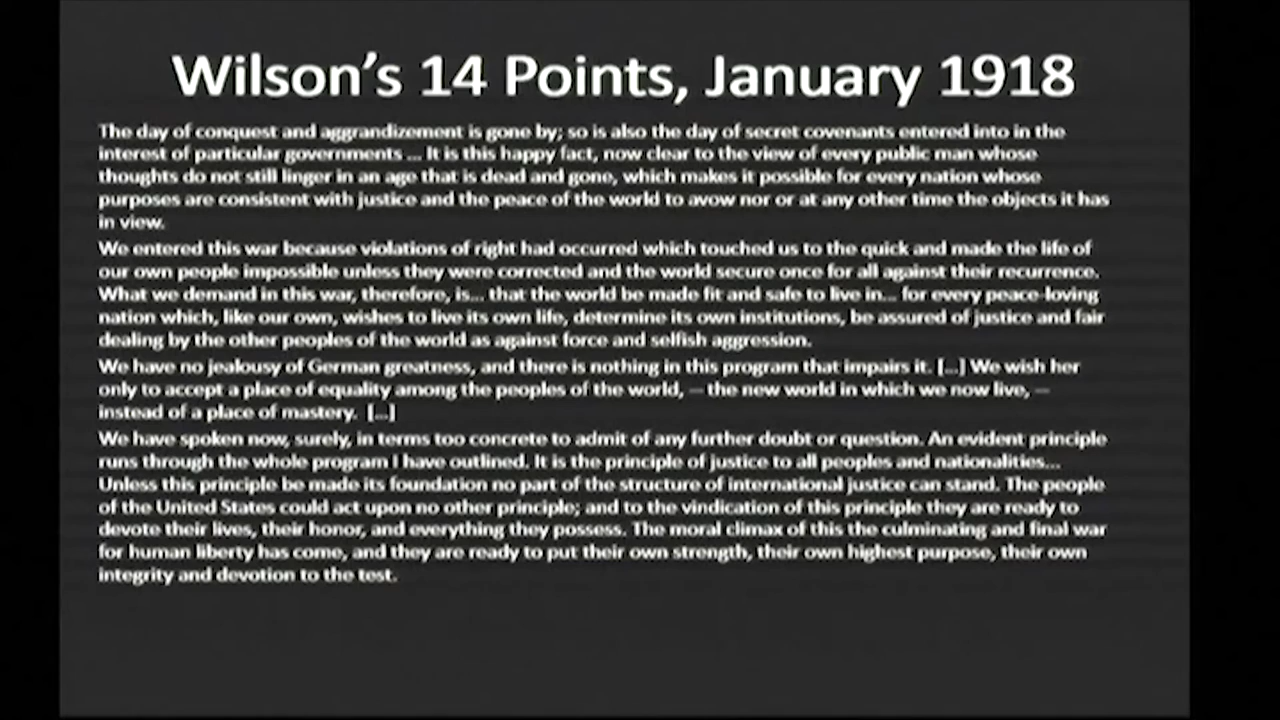 Wilson’s 14 Points, January 1918
The day of conquest and aggrandizement is gone by; so is also the day of secret covenants entered into in the
interest of particular governments ... It is this happy fact, now clear to the view of every public man whose
thoughts do not still linger in an age that is dead and gone, which makes it possible for every nation whose
purposes are consistent with justice and the peace of the world to avow nor or at any other time the objects it has
in view.
We entered this war because violations of right had occurred which touched us to the quick and made the life of
our own people impossible unless they were corrected and the world secure once for all against their recurrence.
What we demand in this war, therefore, is... that the world be made fit and safe to live in... for every peace-loving
nation which, like our own, wishes to live its own life, determine its own institutions, be assured of justice and fair
dealing by the other peoples of the world as against force and selfish aggression.
We have no jealousy of German greatness, and there is nothing in this program that impairs it. [...] We wish her
only to accept a place of equality among the peoples of the world, — the new world in which we now live, —
instead of a place of mastery. [...]
We have spoken now, surely, in terms too concrete to admit of any further doubt or question. An evident principle
runs through the whole program I have outlined. It is the principle of justice to all peoples and nationalities...
Unless this principle be made its foundation no part of the structure of international justice can stand. The people
of the United States could act upon no other principle; and to the vindication of this principle they are ready to
devote their lives, their honor, and everything they possess. The moral climax of this the culminating and final war
for human liberty has come, and they are ready to put their own strength, their own highest purpose, their own
integrity and devotion to the test.